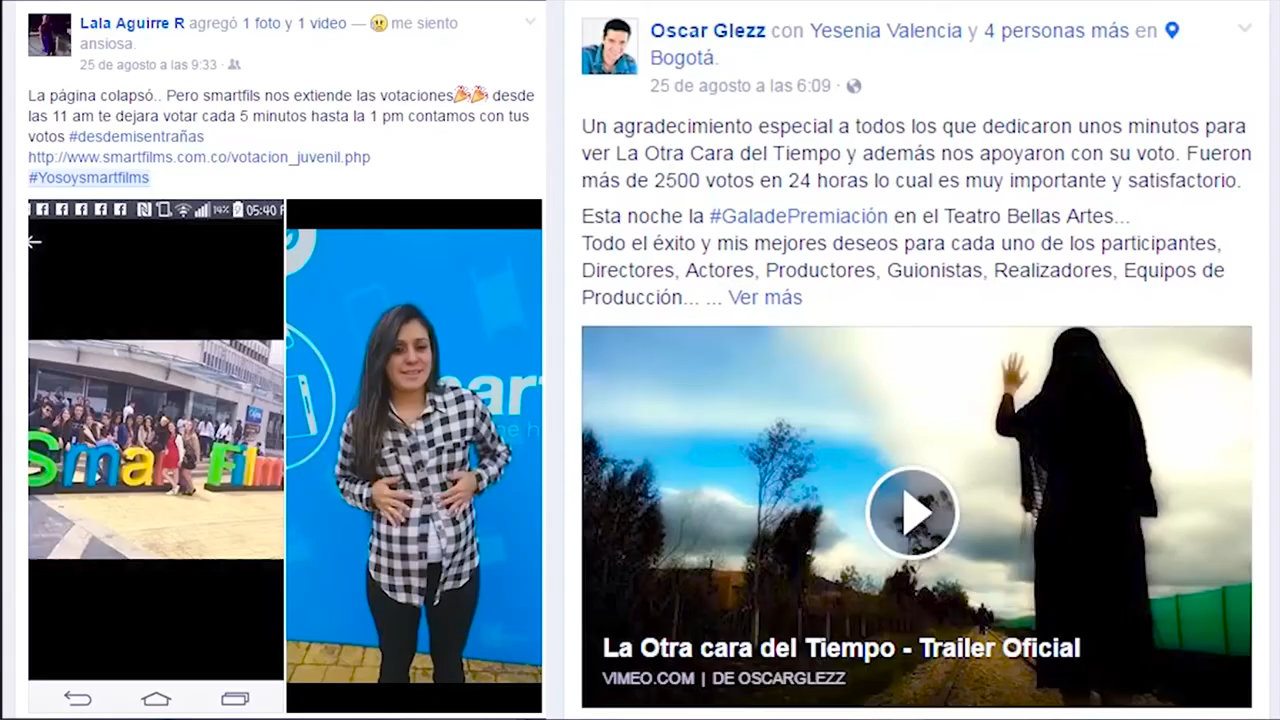 Lala Aguirre R agregó 1 foto y 1 video — me siento
ansiosa.
25 de agosto a las 9:33 ·
La página colapsó.. Pero smartfils nos extiende las votaciones🎉🎉 desde
las 11 am te dejara votar cada 5 minutos hasta la 1 pm contamos con tus
votos #desdemisentrañas
http://www.smartfilms.com.co/votacion_juvenil.php
#Yosoysmartfilms
14% 05:40
Sma Film
mart
e h
Oscar Glezz con Yesenia Valencia y 4 personas más en
Bogotá.
25 de agosto a las 6:09 ·
Un agradecimiento especial a todos los que dedicaron unos minutos para
ver La Otra Cara del Tiempo y además nos apoyaron con su voto. Fueron
más de 2500 votos en 24 horas lo cual es muy importante y satisfactorio.
Esta noche la #GaladePremiación en el Teatro Bellas Artes...
Todo el éxito y mis mejores deseos para cada uno de los participantes,
Directores, Actores, Productores, Guionistas, Realizadores, Equipos de
Producción... ... Ver más
La Otra cara del Tiempo - Trailer Oficial
VIMEO.COM | DE OSCARGLEZZ